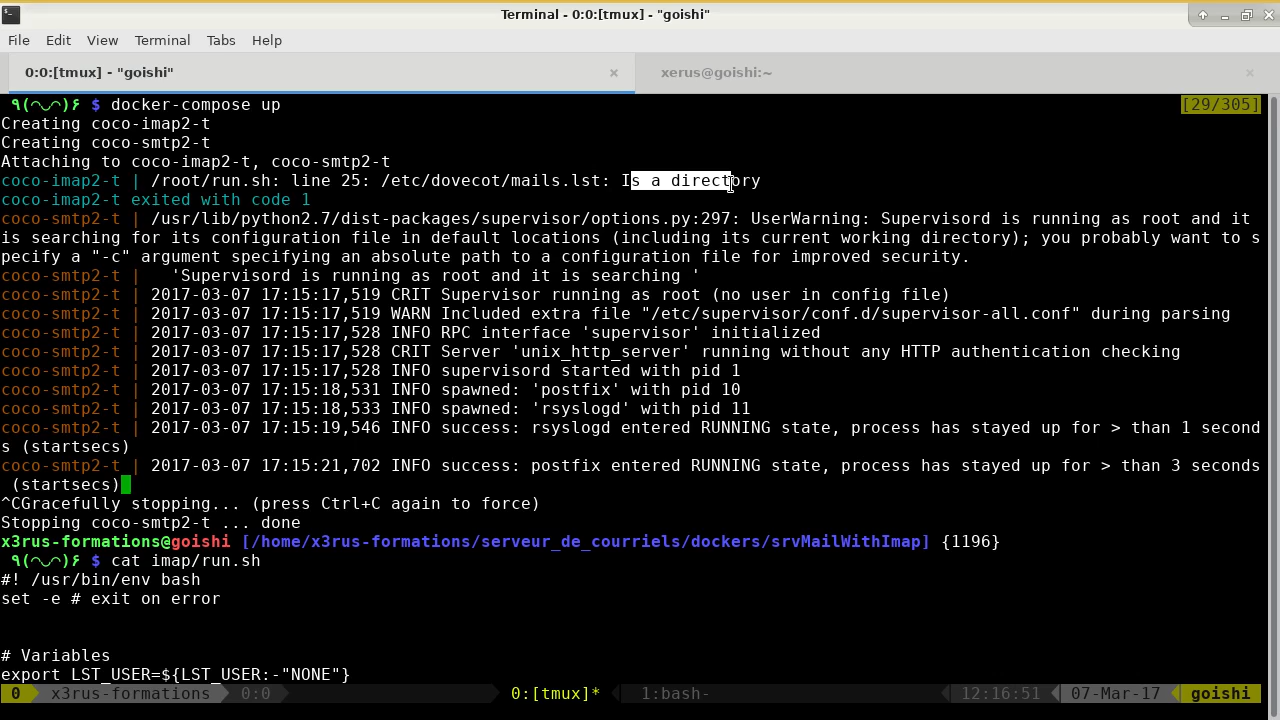 Terminal - 0:0:[tmux] - "goishi"
File Edit View Terminal Tabs Help
0:0:[tmux] - "goishi" × xerus@goishi:~ ×
٩(◠◡◠)۶ $ docker-compose up [29/305]
Creating coco-imap2-t
Creating coco-smtp2-t
Attaching to coco-imap2-t, coco-smtp2-t
coco-imap2-t | /root/run.sh: line 25: /etc/dovecot/mails.lst: Is a directory
coco-imap2-t exited with code 1
coco-smtp2-t | /usr/lib/python2.7/dist-packages/supervisor/options.py:297: UserWarning: Supervisord is running as root and it
is searching for its configuration file in default locations (including its current working directory); you probably want to s
pecify a "-c" argument specifying an absolute path to a configuration file for improved security.
coco-smtp2-t |   'Supervisord is running as root and it is searching '
coco-smtp2-t | 2017-03-07 17:15:17,519 CRIT Supervisor running as root (no user in config file)
coco-smtp2-t | 2017-03-07 17:15:17,519 WARN Included extra file "/etc/supervisor/conf.d/supervisor-all.conf" during parsing
coco-smtp2-t | 2017-03-07 17:15:17,528 INFO RPC interface 'supervisor' initialized
coco-smtp2-t | 2017-03-07 17:15:17,528 CRIT Server 'unix_http_server' running without any HTTP authentication checking
coco-smtp2-t | 2017-03-07 17:15:17,528 INFO supervisord started with pid 1
coco-smtp2-t | 2017-03-07 17:15:18,531 INFO spawned: 'postfix' with pid 10
coco-smtp2-t | 2017-03-07 17:15:18,533 INFO spawned: 'rsyslogd' with pid 11
coco-smtp2-t | 2017-03-07 17:15:19,546 INFO success: rsyslogd entered RUNNING state, process has stayed up for > than 1 second
s (startsecs)
coco-smtp2-t | 2017-03-07 17:15:21,702 INFO success: postfix entered RUNNING state, process has stayed up for > than 3 seconds
(startsecs)
^CGracefully stopping... (press Ctrl+C again to force)
Stopping coco-smtp2-t ... done
x3rus-formations@goishi [/home/x3rus-formations/serveur_de_courriels/dockers/srvMailWithImap] {1196}
٩(◠◡◠)۶ $ cat imap/run.sh
#! /usr/bin/env bash
set -e # exit on error
# Variables
export LST_USER=${LST_USER:-"NONE"}
0 x3rus-formations 0:0 0:[tmux]* 1:bash- 12:16:51 07-Mar-17 goishi